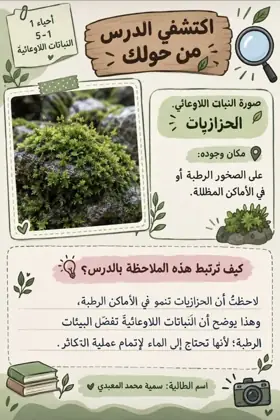 أحياء 1
5-1
النباتات اللاوعائية
اكتشفي الدرس
من حولك
صورة النبات اللاوعائي.
الحزازيات
مكان وجوده:
على الصخور الرطبة أو
في الأماكن المظللة.
كيف ترتبط هذه الملاحظة بالدرس؟
لاحظتُ أن الحزازيات تنمو في الأماكن الرطبة،
وهذا يوضح أن النباتات اللاوعائية تفضل البيئات
الرطبة؛ لأنها تحتاج إلى الماء لإتمام عملية التكاثر.
اسم الطالبة: سمية محمد المعبدي